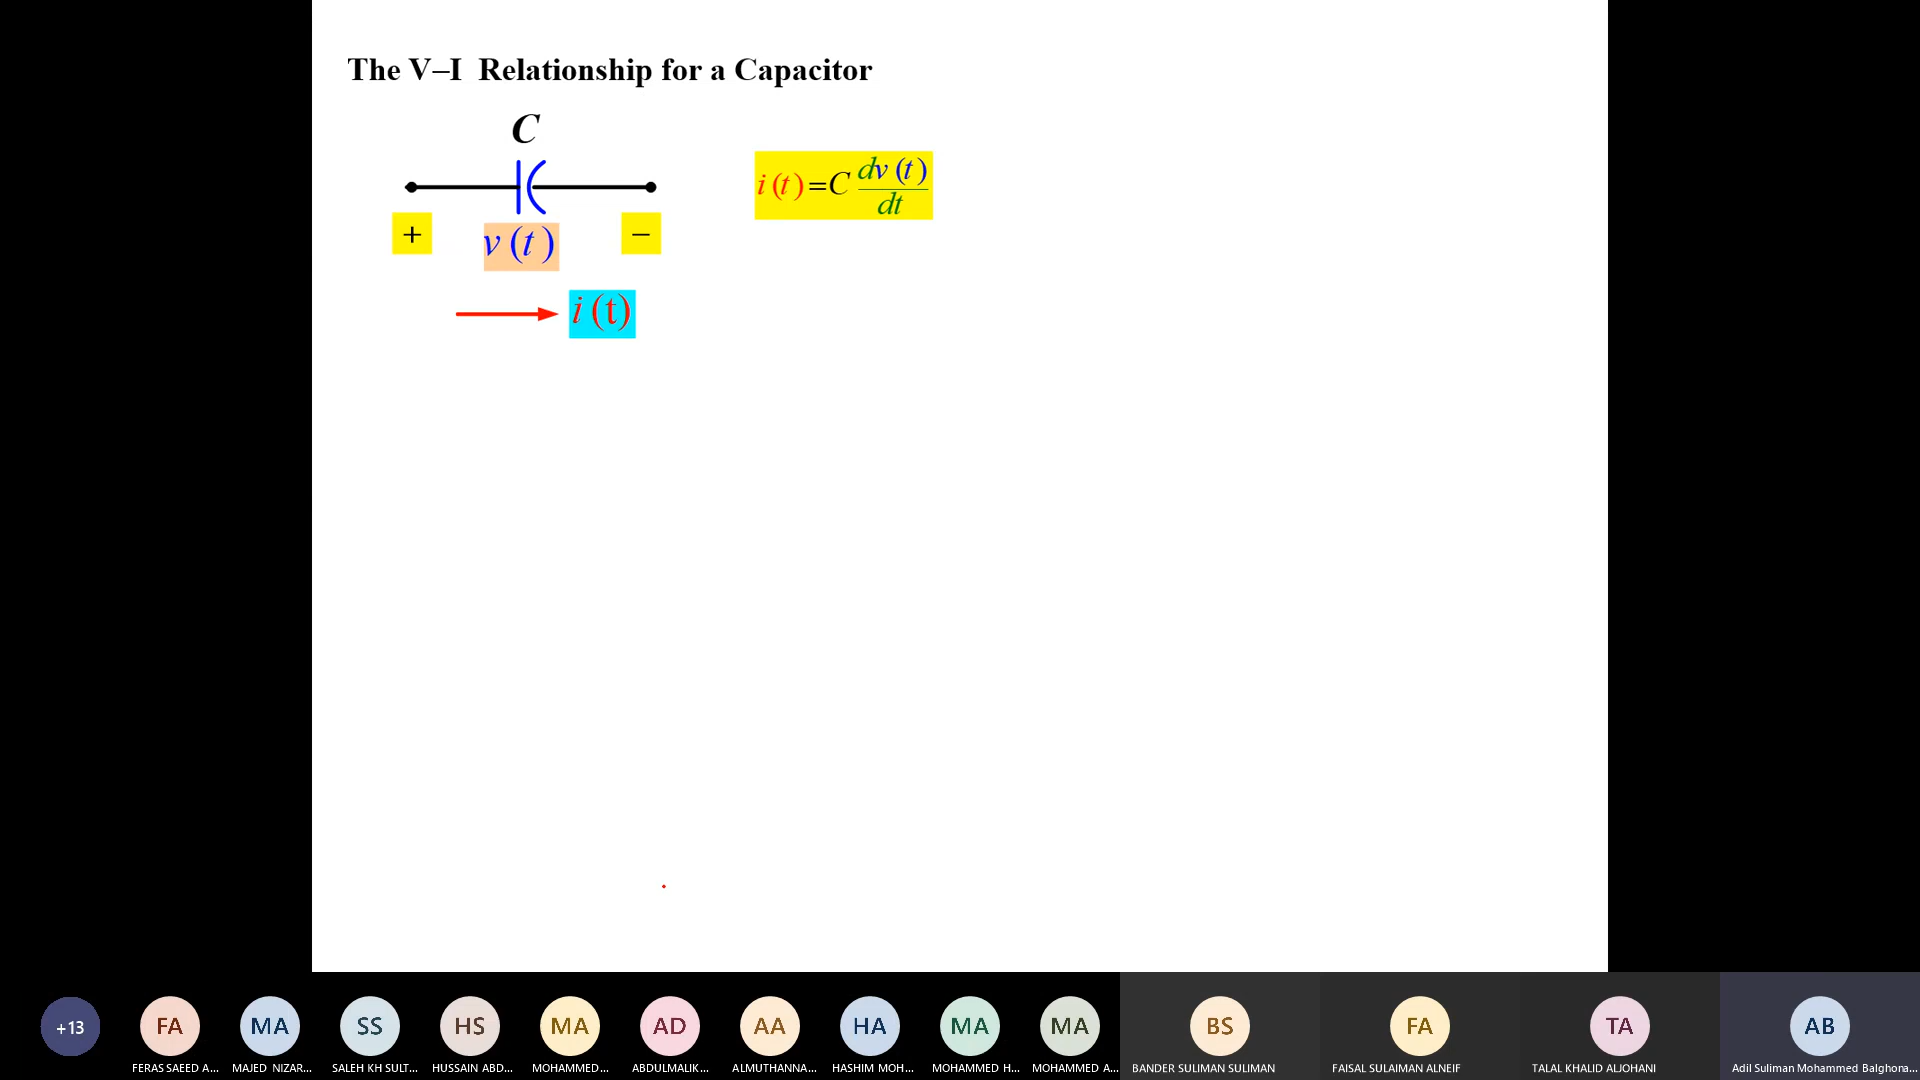 The V–I Relationship for a Capacitor
C
+ v(t) −
i(t)
i(t)=C dv(t)/dt
+13 FA MA SS HS MA AD AA HA MA MA BS FA TA AB
FERAS SAEED A... MAJED NIZAR... SALEH KH SULT... HUSSAIN ABD... MOHAMMED... ABDULMALIK... ALMUTHANNA... HASHIM MOH... MOHAMMED H... MOHAMMED A... BANDER SULIMAN SULIMAN FAISAL SULAIMAN ALNEIF TALAL KHALID ALJOHANI Adil Suliman Mohammed Balghona...